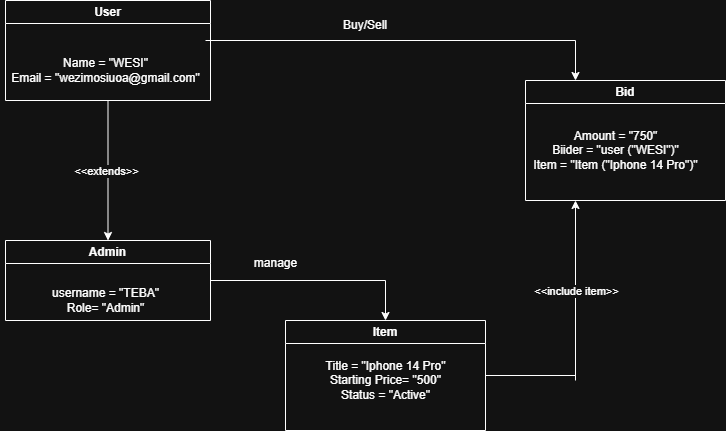 User
Name = "WESI"
Email = "wezimosiuoa@gmail.com"
Buy/Sell
Bid
Amount = "750"
Biider = "user ("WESI")"
Item = "Item ("Iphone 14 Pro")"
<<extends>>
Admin
username = "TEBA"
Role= "Admin"
manage
<<include item>>
Item
Title = "Iphone 14 Pro"
Starting Price= "500"
Status = "Active"